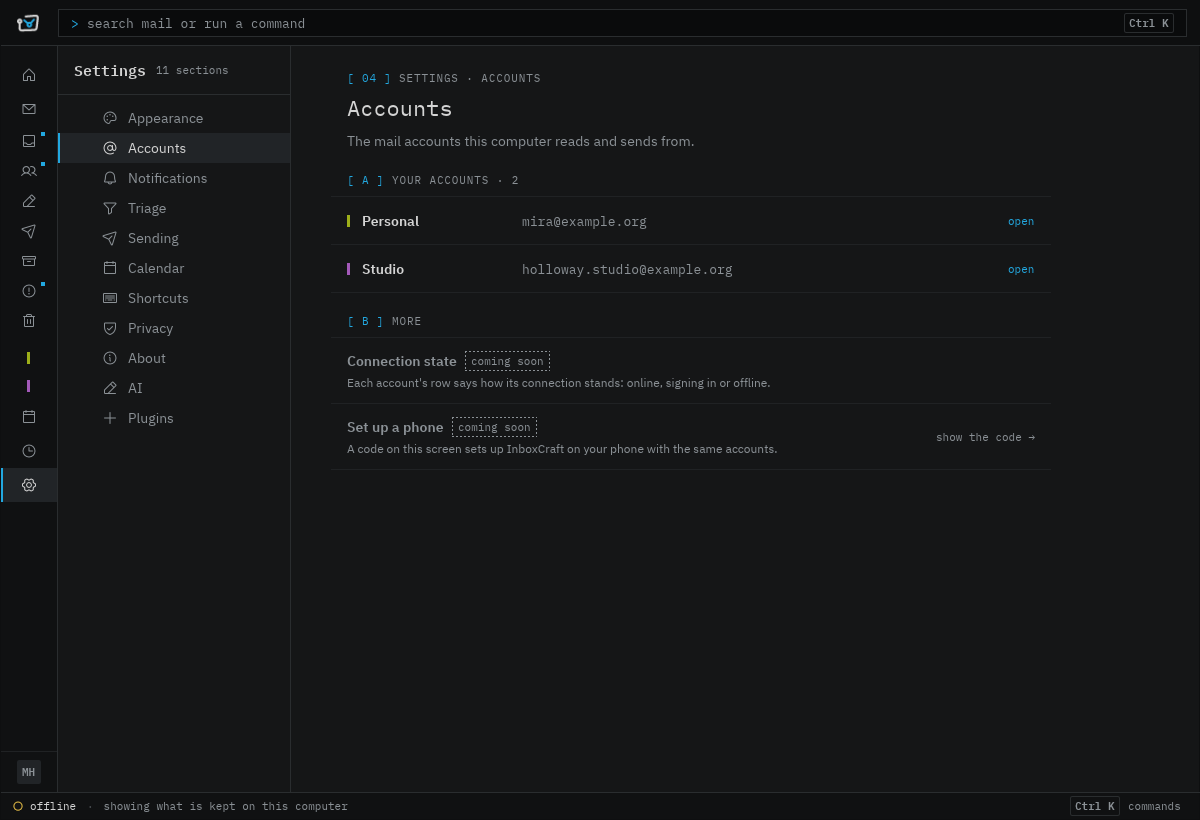 > search mail or run a command
Ctrl K
Settings 11 sections
Appearance
Accounts
Notifications
Triage
Sending
Calendar
Shortcuts
Privacy
About
AI
Plugins
[ 04 ] SETTINGS · ACCOUNTS
Accounts
The mail accounts this computer reads and sends from.
[ A ] YOUR ACCOUNTS · 2
Personal mira@example.org open
Studio holloway.studio@example.org open
[ B ] MORE
Connection state coming soon
Each account's row says how its connection stands: online, signing in or offline.
Set up a phone coming soon
A code on this screen sets up InboxCraft on your phone with the same accounts.
show the code →
MH
offline · showing what is kept on this computer
Ctrl K commands